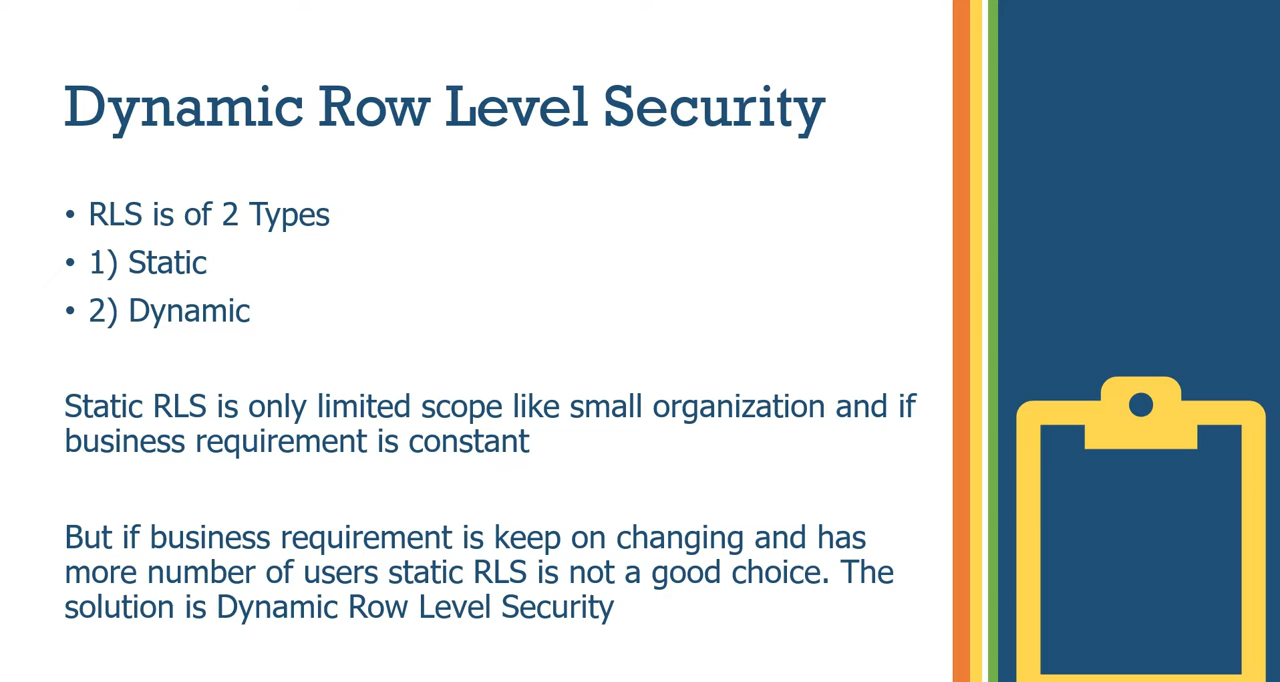 Dynamic Row Level Security
• RLS is of 2 Types
• 1) Static
• 2) Dynamic
Static RLS is only limited scope like small organization and if
business requirement is constant
But if business requirement is keep on changing and has
more number of users static RLS is not a good choice. The
solution is Dynamic Row Level Security